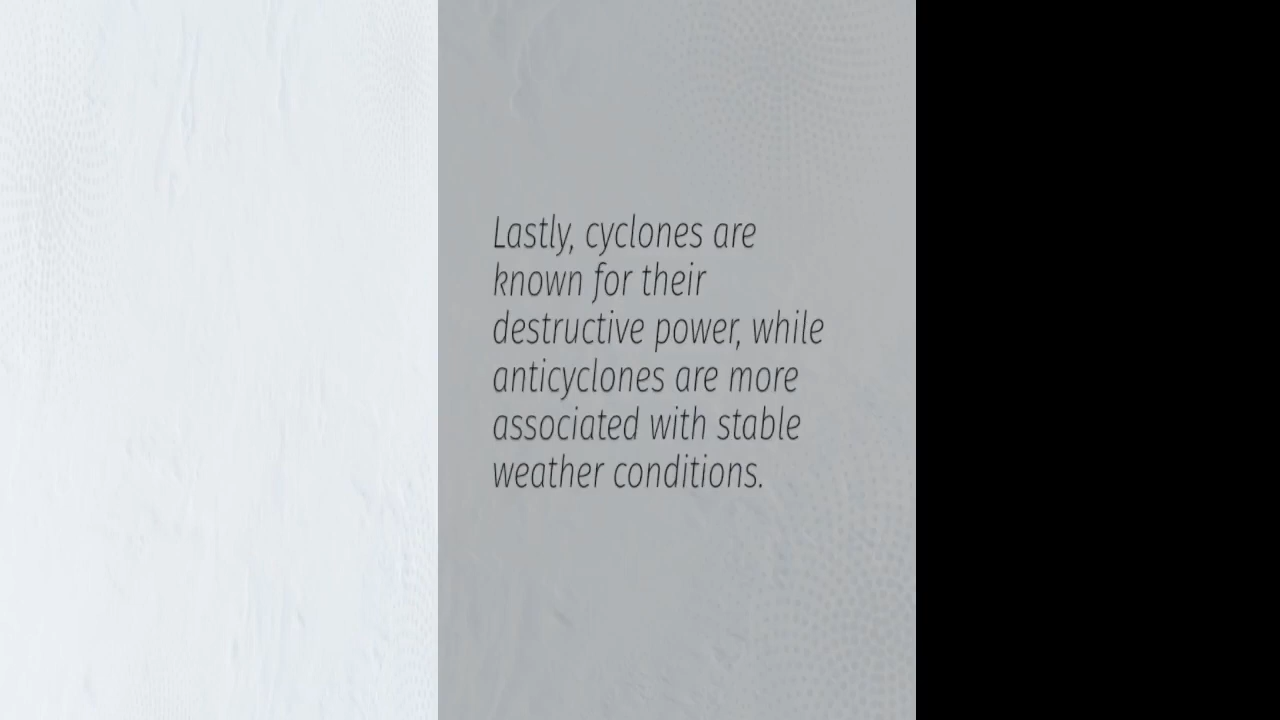 Lastly, cyclones are
known for their
destructive power, while
anticyclones are more
associated with stable
weather conditions.